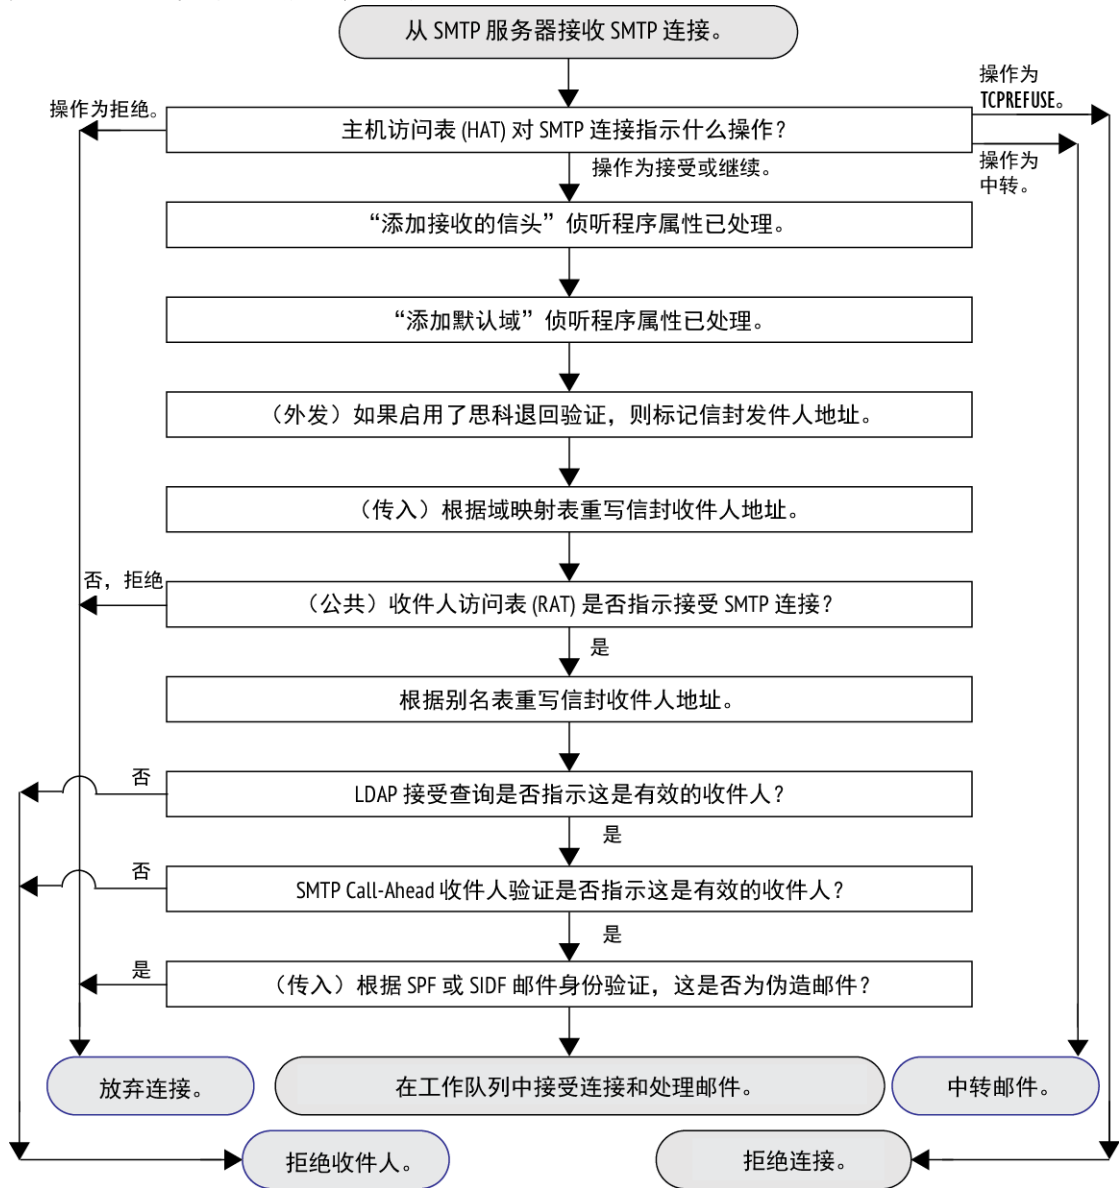 从 SMTP 服务器接收 SMTP 连接。
操作为拒绝。
操作为
TCPREFUSE。
主机访问表 (HAT) 对 SMTP 连接指示什么操作?
操作为接受或继续。
操作为
中转。
“添加接收的信头”侦听程序属性已处理。
“添加默认域”侦听程序属性已处理。
（外发）如果启用了思科退回验证，则标记信封发件人地址。
（传入）根据域映射表重写信封收件人地址。
否，拒绝
（公共）收件人访问表 (RAT) 是否指示接受 SMTP 连接?
是
根据别名表重写信封收件人地址。
否
LDAP 接受查询是否指示这是有效的收件人?
是
否
SMTP Call-Ahead 收件人验证是否指示这是有效的收件人?
是
是
（传入）根据 SPF 或 SIDF 邮件身份验证，这是否为伪造邮件?
放弃连接。
在工作队列中接受连接和处理邮件。
中转邮件。
拒绝收件人。
拒绝连接。